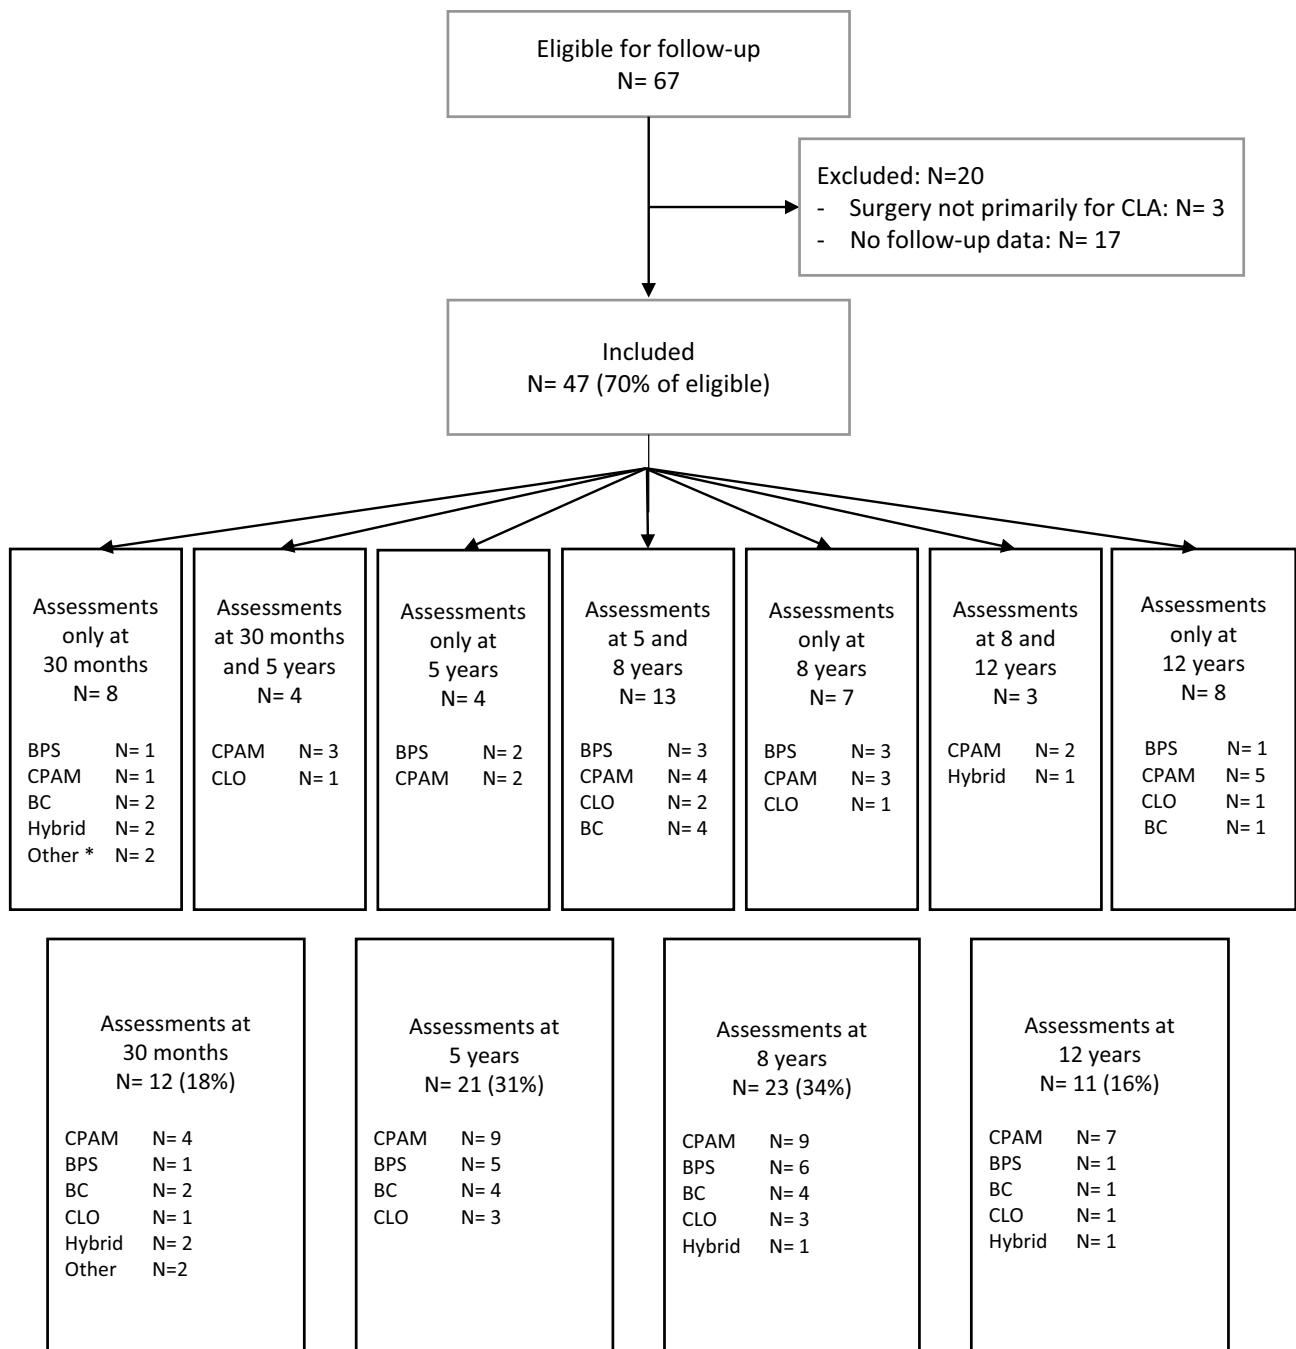 Eligible for follow-up
N= 67
Excluded: N=20
- Surgery not primarily for CLA: N= 3
- No follow-up data: N= 17
Included
N= 47 (70% of eligible)
Assessments
only at
30 months
N= 8
BPS N= 1
CPAM N= 1
BC N= 2
Hybrid N= 2
Other * N= 2
Assessments
at 30 months
and 5 years
N= 4
CPAM N= 3
CLO N= 1
Assessments
only at
5 years
N= 4
BPS N= 2
CPAM N= 2
Assessments
at 5 and
8 years
N= 13
BPS N= 3
CPAM N= 4
CLO N= 2
BC N= 4
Assessments
only at
8 years
N= 7
BPS N= 3
CPAM N= 3
CLO N= 1
Assessments
at 8 and
12 years
N= 3
CPAM N= 2
Hybrid N= 1
Assessments
only at
12 years
N= 8
BPS N= 1
CPAM N= 5
CLO N= 1
BC N= 1
Assessments at
30 months
N= 12 (18%)
CPAM N= 4
BPS N= 1
BC N= 2
CLO N= 1
Hybrid N= 2
Other N=2
Assessments at
5 years
N= 21 (31%)
CPAM N= 9
BPS N= 5
BC N= 4
CLO N= 3
Assessments at
8 years
N= 23 (34%)
CPAM N= 9
BPS N= 6
BC N= 4
CLO N= 3
Hybrid N= 1
Assessments at
12 years
N= 11 (16%)
CPAM N= 7
BPS N= 1
BC N= 1
CLO N= 1
Hybrid N= 1